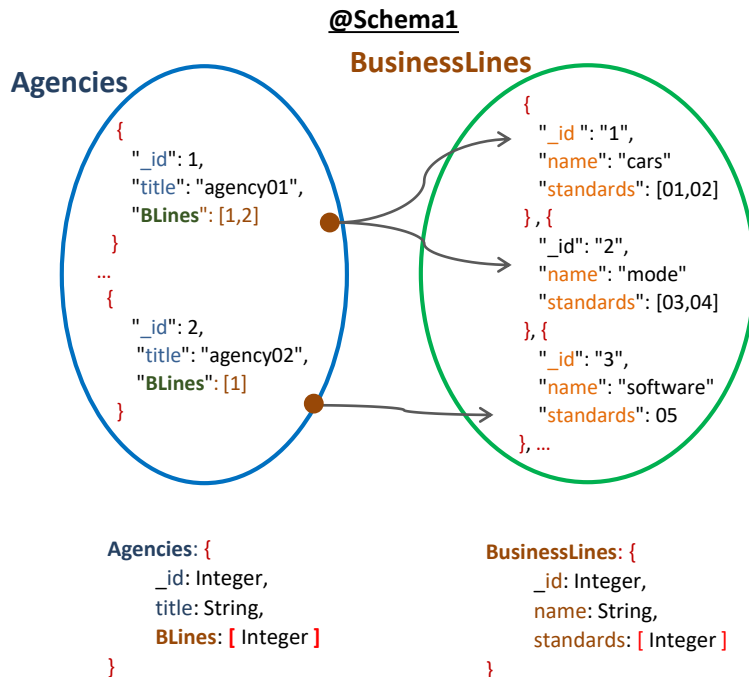 @Schema1
Agencies
{
"_id": 1,
"title": "agency01",
"BLines": [1,2]
}
...
{
"_id": 2,
"title": "agency02",
"BLines": [1]
}
BusinessLines
{
"_id ": "1",
"name": "cars"
"standards": [01,02]
} , {
"_id": "2",
"name": "mode"
"standards": [03,04]
}, {
"_id": "3",
"name": "software"
"standards": 05
}, ...
Agencies: {
_id: Integer,
title: String,
BLines: [ Integer ]
}
BusinessLines: {
_id: Integer,
name: String,
standards: [ Integer ]
}